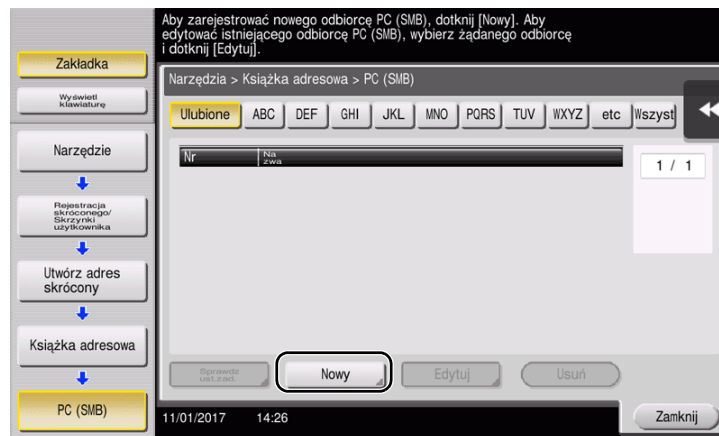 Aby zarejestrować nowego odbiorcę PC (SMB), dotknij [Nowy]. Aby
edytować istniejącego odbiorcę PC (SMB), wybierz żądanego odbiorcę
i dotknij [Edytuj].
Zakładka
Wyświetl
klawiaturę
Narzędzie
Rejestracja
skróconego/
Skrzynki
użytkownika
Utwórz adres
skrócony
Książka adresowa
PC (SMB)
Narzędzia > Książka adresowa > PC (SMB)
Ulubione ABC DEF GHI JKL MNO PQRS TUV WXYZ etc Wszyst
Nr Na
zwa
1 / 1
Sprawdź
ust.zad.
Nowy Edytuj Usuń
11/01/2017 14:26 Zamknij